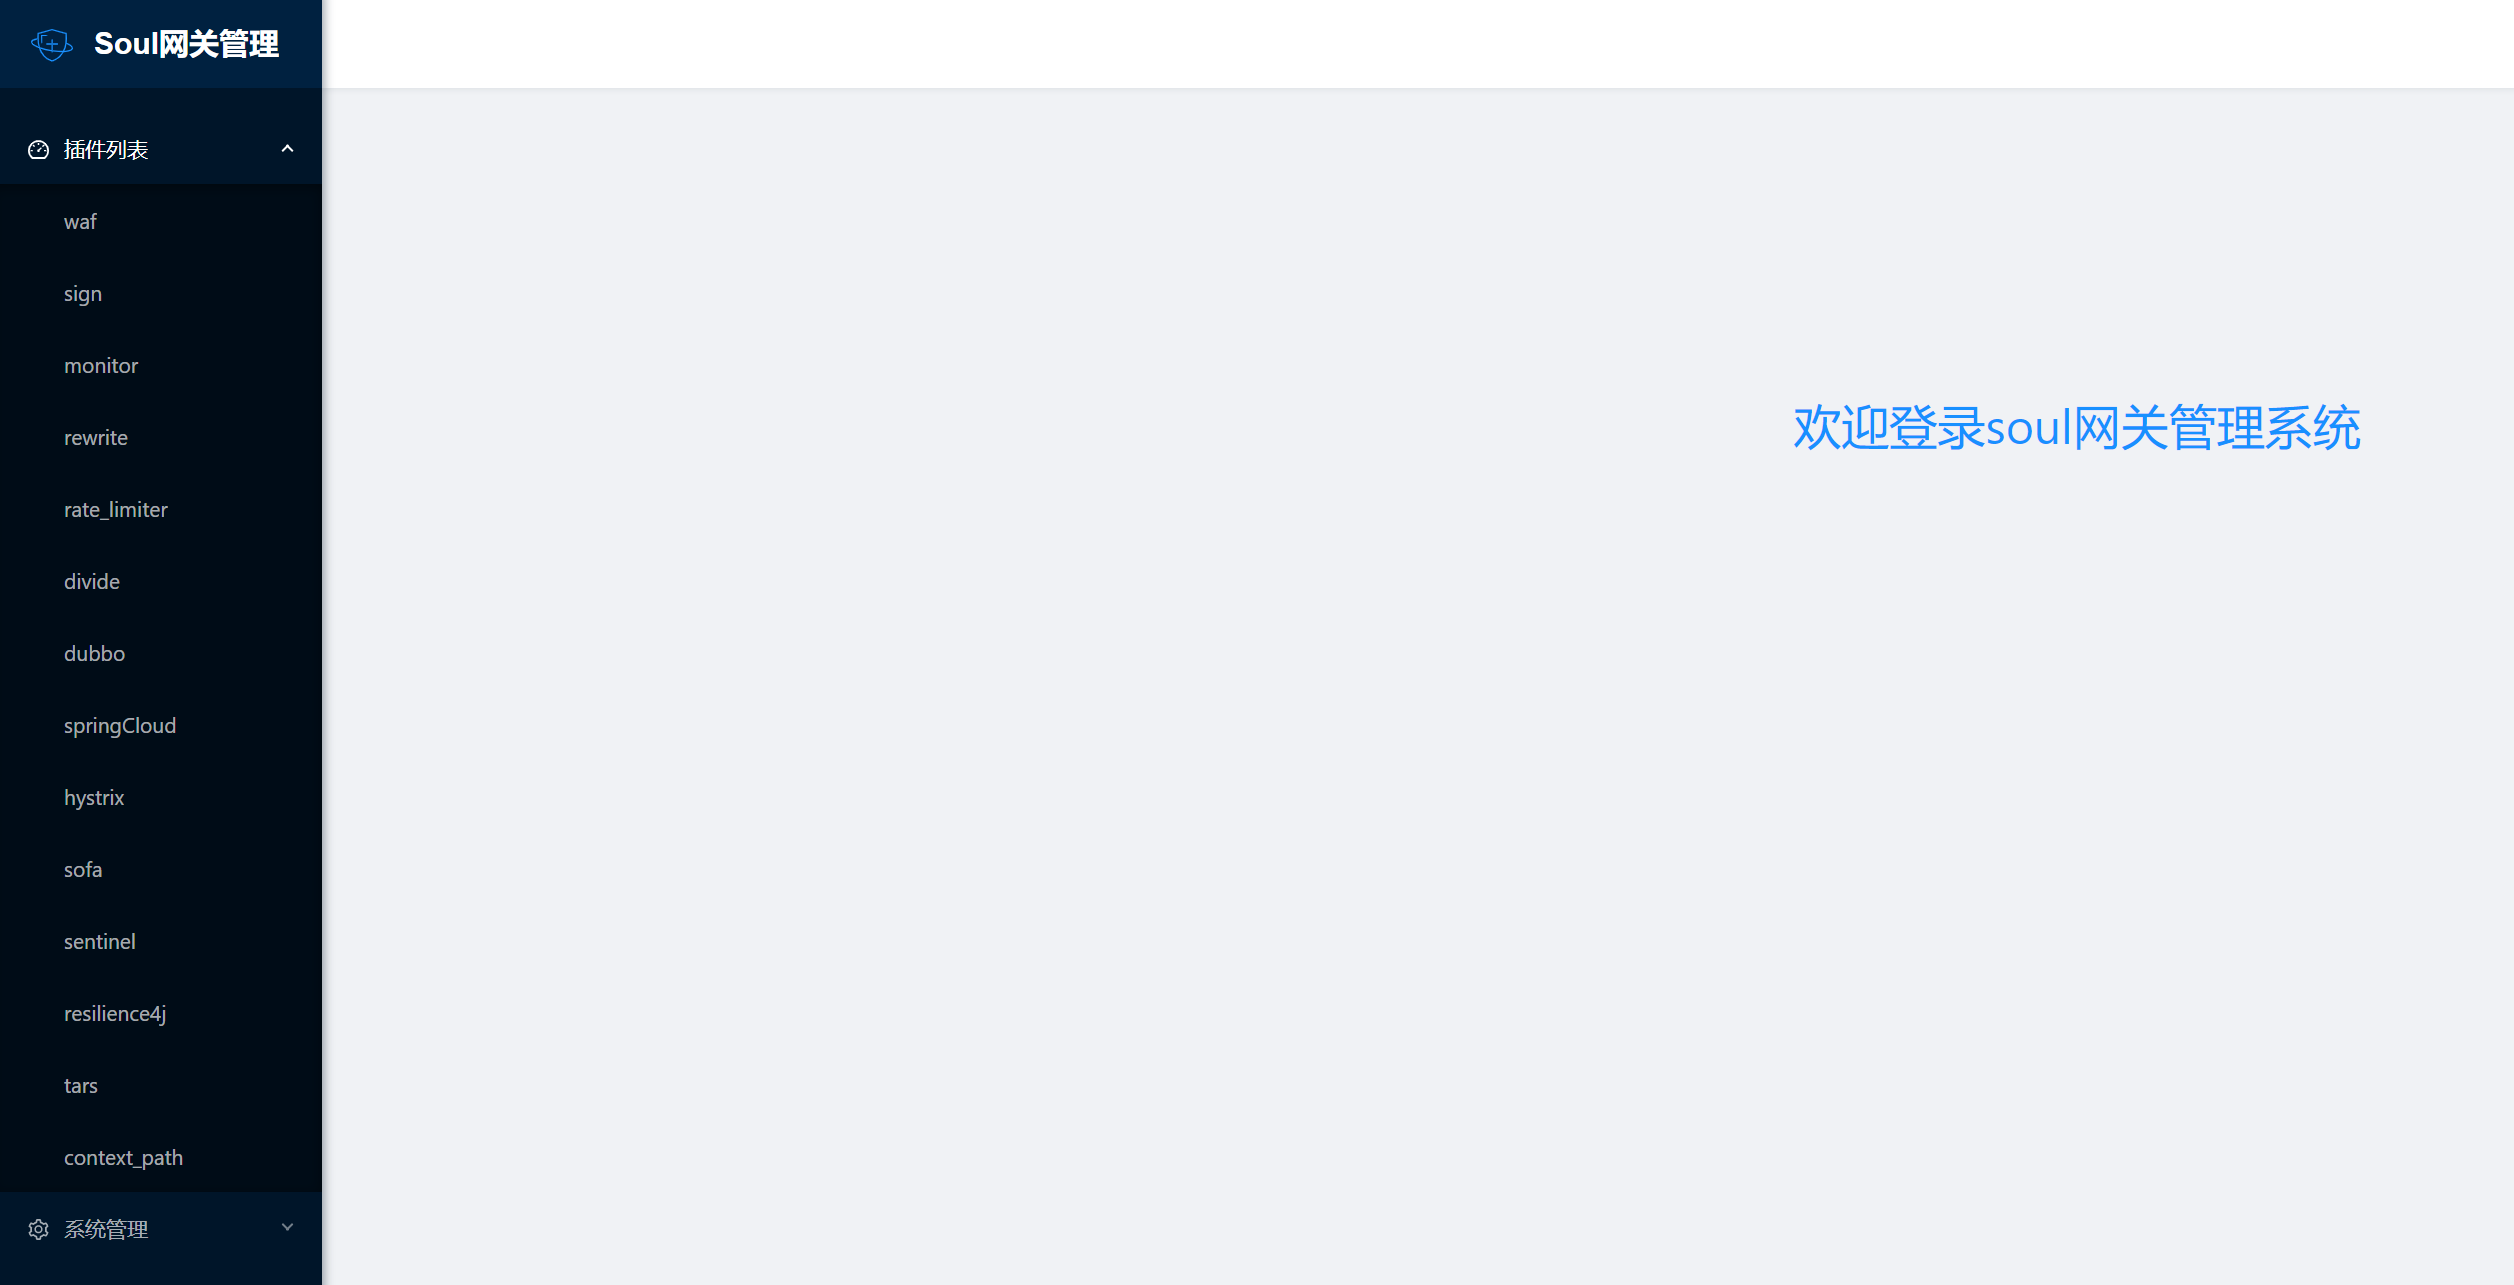 Soul网关管理
插件列表
waf
sign
monitor
rewrite
rate_limiter
divide
dubbo
springCloud
hystrix
sofa
sentinel
resilience4j
tars
context_path
系统管理
欢迎登录soul网关管理系统